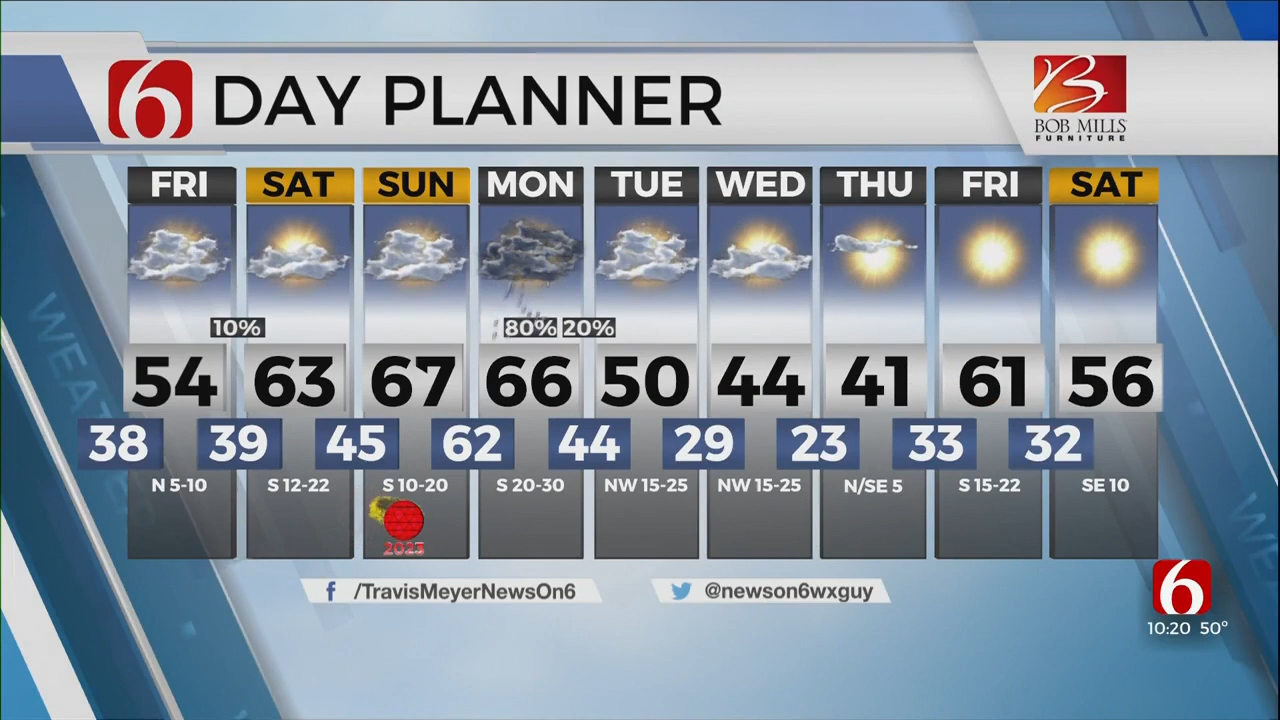 6 DAY PLANNER
B
BOB MILLS
FURNITURE
FRI SAT SUN MON TUE WED THU FRI SAT
10% 80% 20%
54 63 67 66 50 44 41 61 56
38 39 45 62 44 29 23 33 32
N 5-10 S 12-22 S 10-20 S 20-30 NW 15-25 NW 15-25 N/SE 5 S 15-22 SE 10
2023
f /TravisMeyerNewsOn6 @newson6wxguy
6
10:20 50°